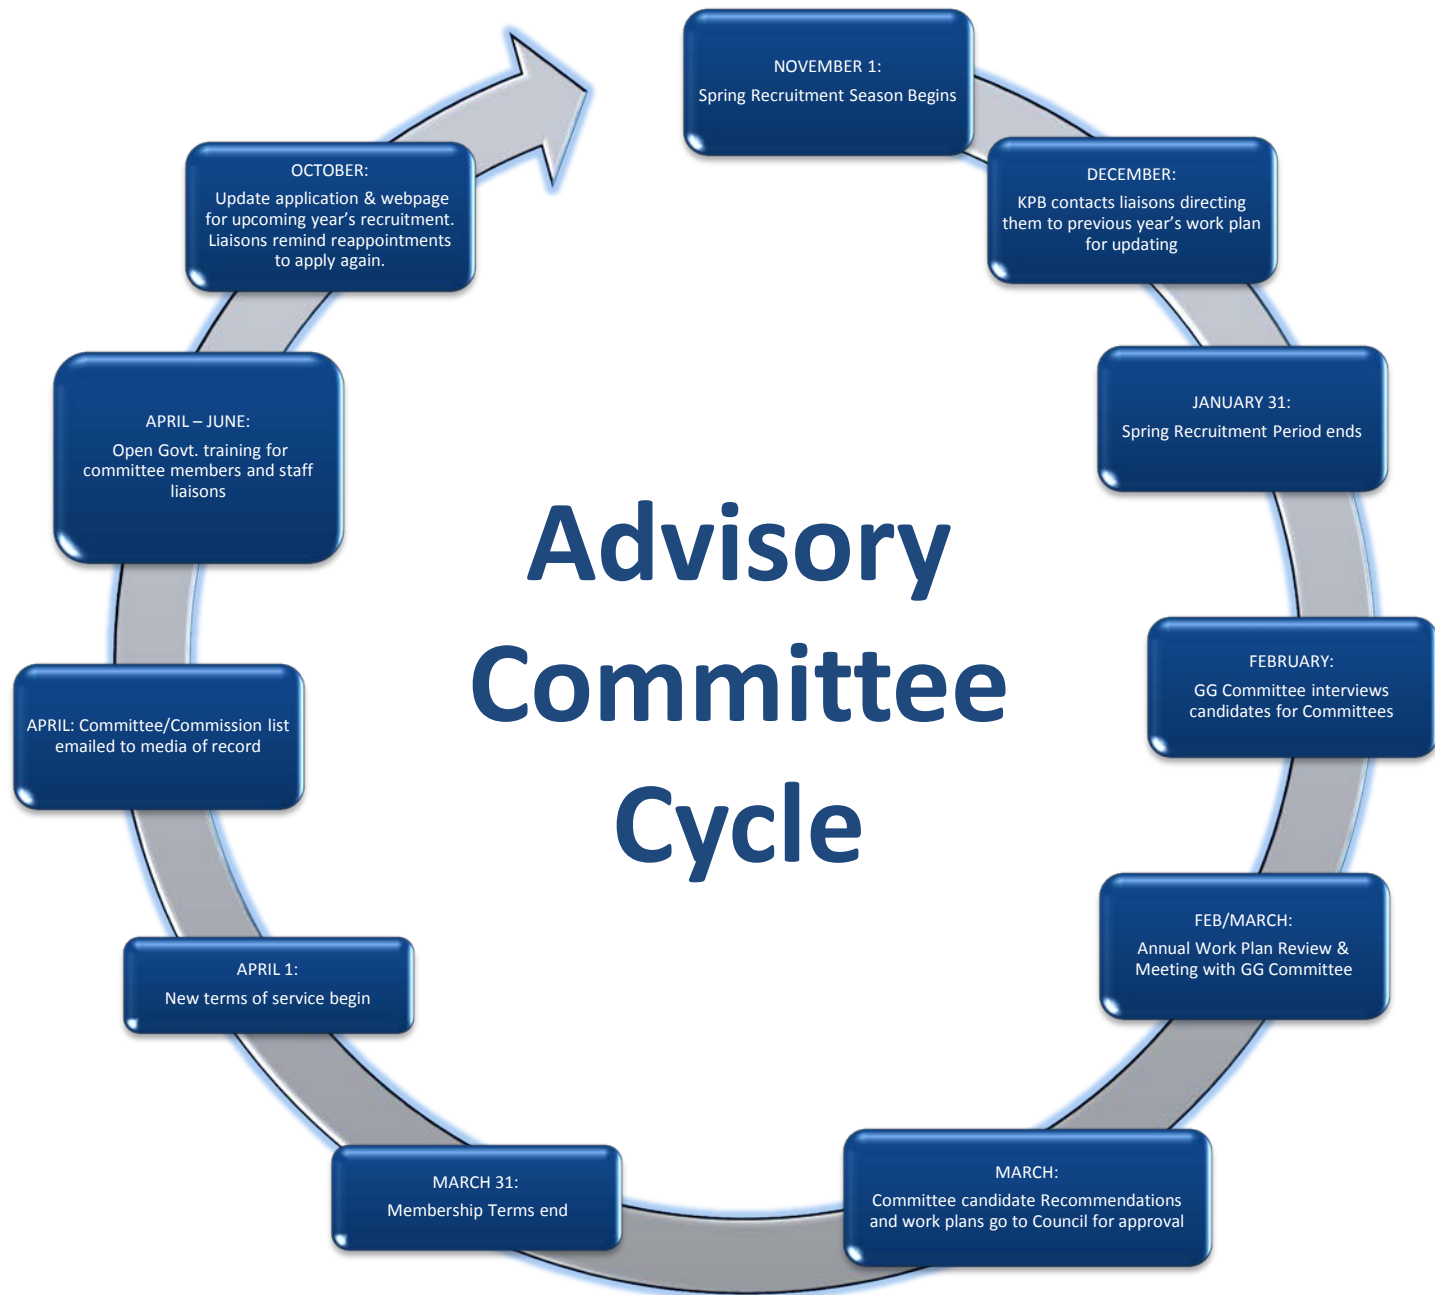 NOVEMBER 1:
Spring Recruitment Season Begins
DECEMBER:
KPB contacts liaisons directing
them to previous year’s work plan
for updating
JANUARY 31:
Spring Recruitment Period ends
FEBRUARY:
GG Committee interviews
candidates for Committees
FEB/MARCH:
Annual Work Plan Review &
Meeting with GG Committee
MARCH:
Committee candidate Recommendations
and work plans go to Council for approval
MARCH 31:
Membership Terms end
APRIL 1:
New terms of service begin
APRIL: Committee/Commission list
emailed to media of record
APRIL – JUNE:
Open Govt. training for
committee members and staff
liaisons
OCTOBER:
Update application & webpage
for upcoming year’s recruitment.
Liaisons remind reappointments
to apply again.
Advisory
Committee
Cycle